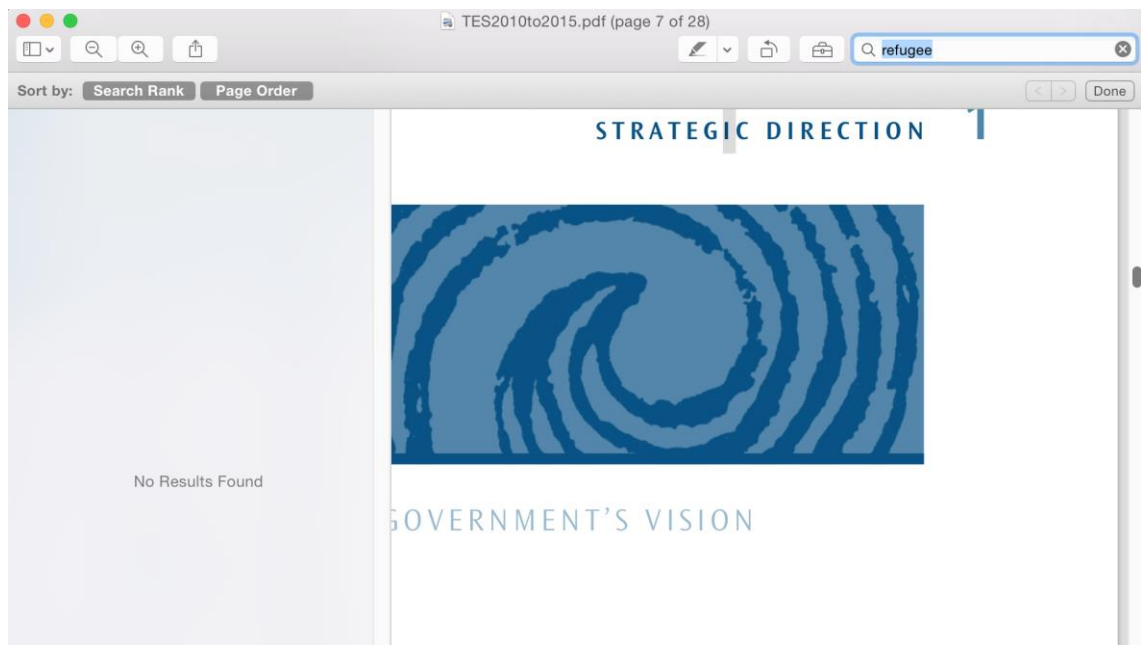 TES2010to2015.pdf (page 7 of 28)
refugee
Sort by: Search Rank Page Order
Done
STRATEGIC DIRECTION 1
No Results Found
GOVERNMENT'S VISION